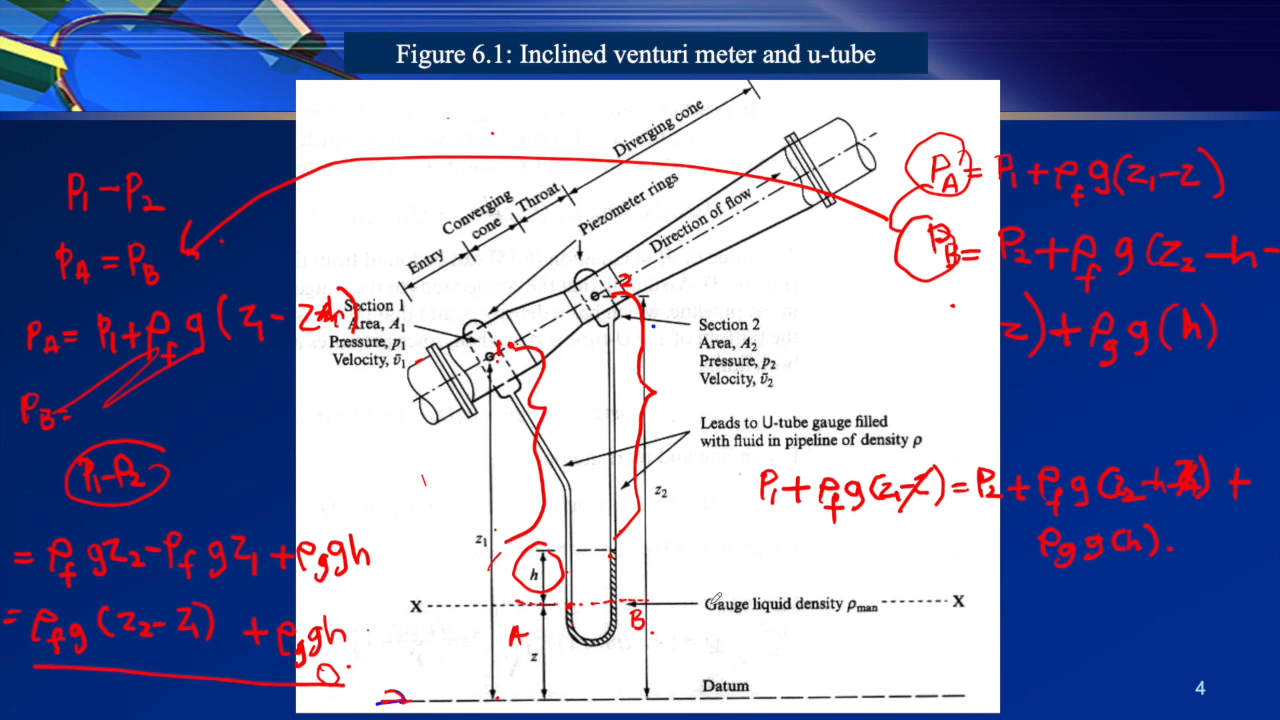 Figure 6.1: Inclined venturi meter and u-tube
Diverging cone
Throat
Converging
cone
Entry
Piezometer rings
Direction of flow
Section 1
Area, A₁
Pressure, p₁
Velocity, ṽ₁
Section 2
Area, A₂
Pressure, p₂
Velocity, ṽ₂
Leads to U-tube gauge filled
with fluid in pipeline of density ρ
z₁
z₂
h
X
Gauge liquid density ρman
X
z
Datum
A
B
1
2
4
P₁ - P₂
PA = PB
PA = P₁ + ρf g (z₁ - z
PB =
P₁ - P₂
= ρf g z₂ - ρf g z₁ + ρg g h
= ρf g (z₂ - z₁) + ρg g h
PA = P₁ + ρf g (z₁ - z)
PB = P₂ + ρf g (z₂ - h -
z) + ρg g (h)
P₁ + ρf g (z₁ - z) = P₂ + ρf g (z₂ - h - z) +
ρg g (h).